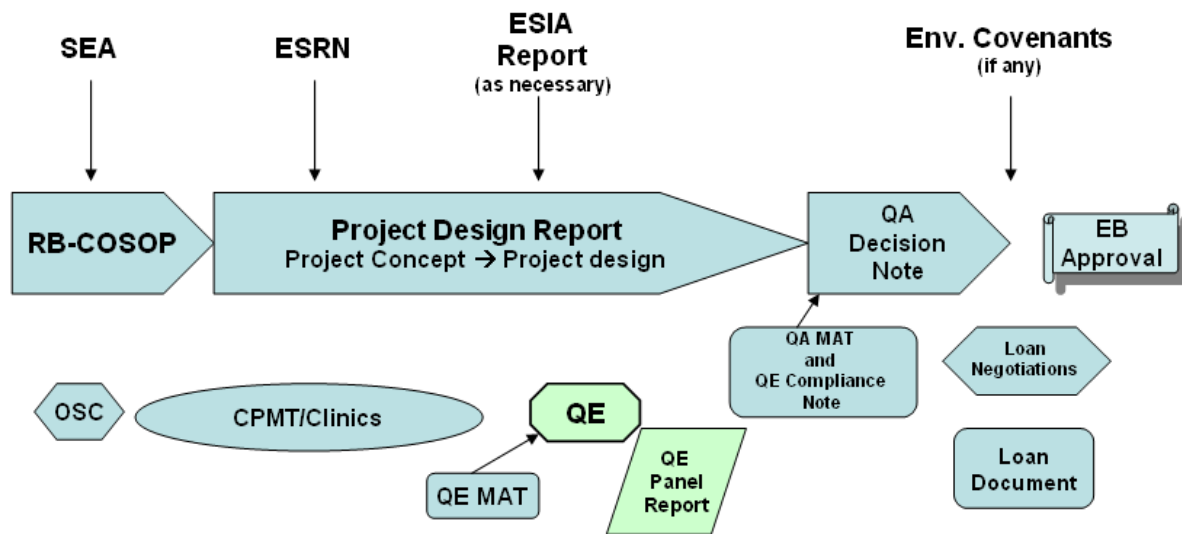 SEA
ESRN
ESIA
Report
(as necessary)
Env. Covenants
(if any)
RB-COSOP
Project Design Report
Project Concept → Project design
QA
Decision
Note
EB
Approval
OSC
CPMT/Clinics
QE
QE MAT
QE
Panel
Report
QA MAT
and
QE Compliance
Note
Loan
Negotiations
Loan
Document